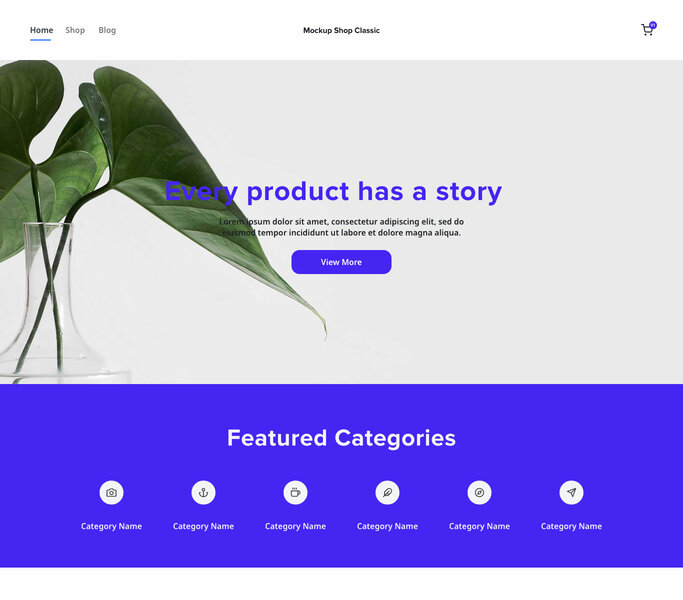 Home Shop Blog
Mockup Shop Classic
Every product has a story
Lorem ipsum dolor sit amet, consectetur adipiscing elit, sed do
eiusmod tempor incididunt ut labore et dolore magna aliqua.
View More
Featured Categories
Category Name Category Name Category Name Category Name Category Name Category Name